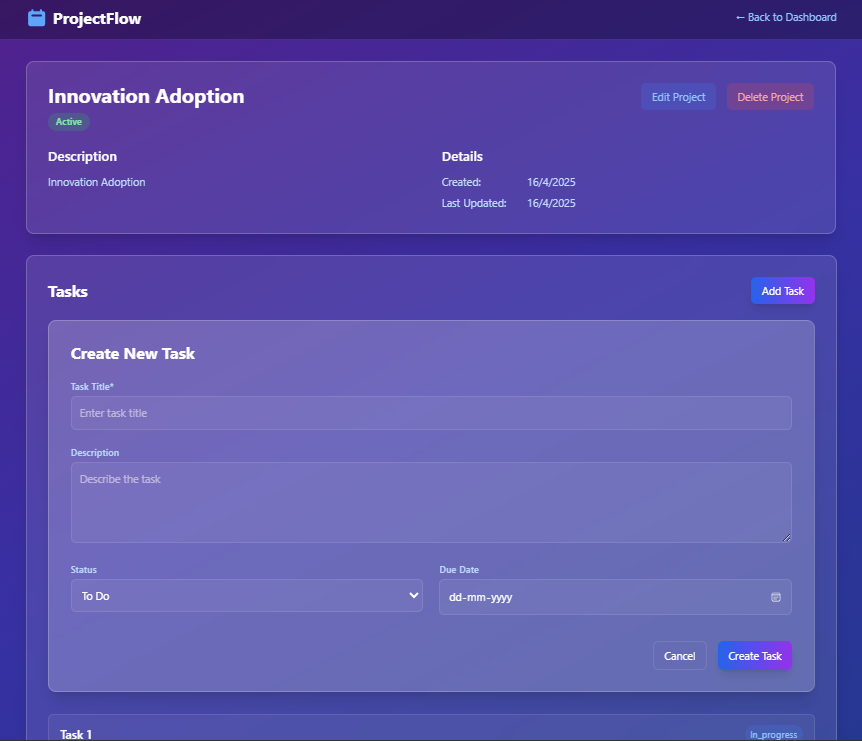 ProjectFlow
← Back to Dashboard
Innovation Adoption
Edit Project
Delete Project
Active
Description
Innovation Adoption
Details
Created: 16/4/2025
Last Updated: 16/4/2025
Tasks
Add Task
Create New Task
Task Title*
Enter task title
Description
Describe the task
Status
To Do
Due Date
dd-mm-yyyy
Cancel
Create Task
Task 1
In_progress